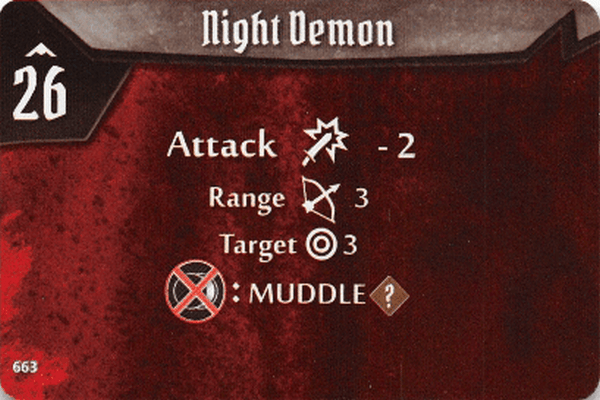 Night Demon
26
Attack - 2
Range 3
Target 3
: MUDDLE ?
663